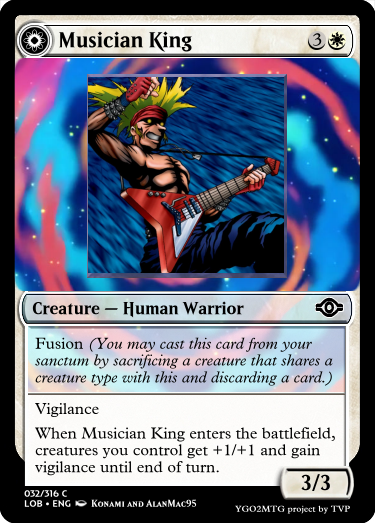 Musician King 3
Creature — Human Warrior
Fusion (You may cast this card from your
sanctum by sacrificing a creature that shares a
creature type with this and discarding a card.)
Vigilance
When Musician King enters the battlefield,
creatures you control get +1/+1 and gain
vigilance until end of turn.
3/3
032/316 C
LOB • ENG KONAMI AND ALANMAC95
YGO2MTG project by TVP